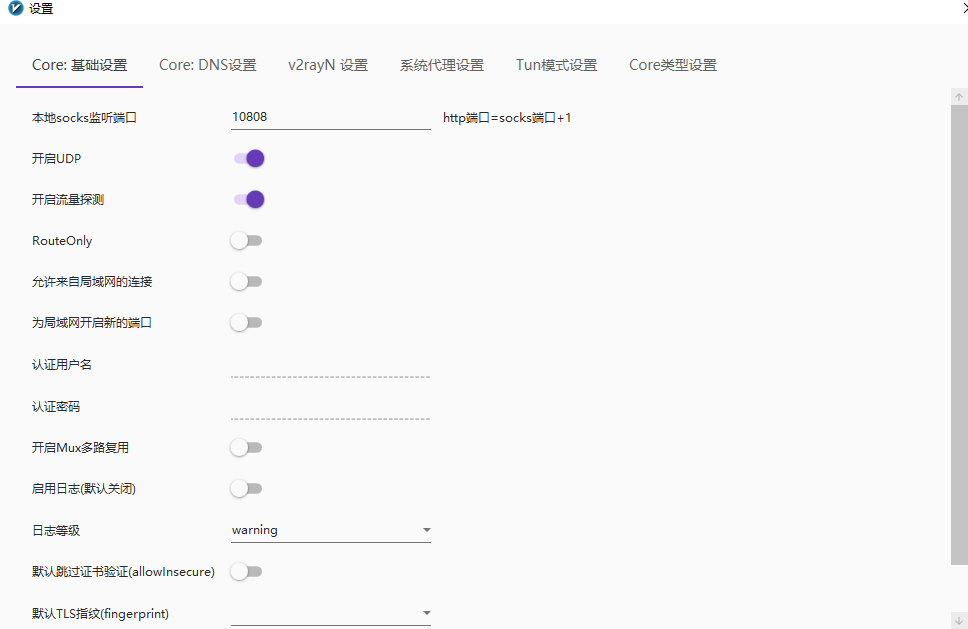 设置
Core: 基础设置 Core: DNS设置 v2rayN 设置 系统代理设置 Tun模式设置 Core类型设置
本地socks监听端口 10808 http端口=socks端口+1
开启UDP
开启流量探测
RouteOnly
允许来自局域网的连接
为局域网开启新的端口
认证用户名
认证密码
开启Mux多路复用
启用日志(默认关闭)
日志等级 warning
默认跳过证书验证(allowInsecure)
默认TLS指纹(fingerprint)